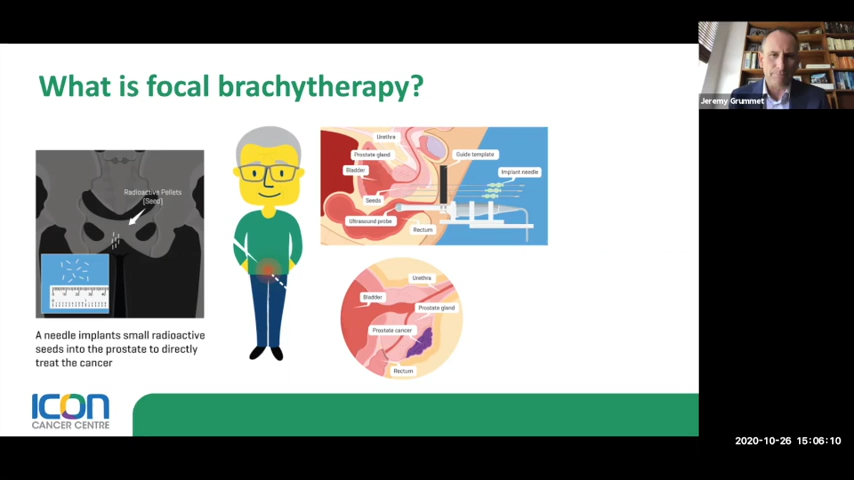 What is focal brachytherapy?
Jeremy Grummet
Radioactive Pellets
[Seed]
Urethra
Prostate gland
Bladder
Seeds
Ultrasound probe
Rectum
Guide template
Implant needle
Urethra
Bladder
Prostate gland
Prostate cancer
Rectum
A needle implants small radioactive
seeds into the prostate to directly
treat the cancer
ICON
CANCER CENTRE
2020-10-26 15:06:10